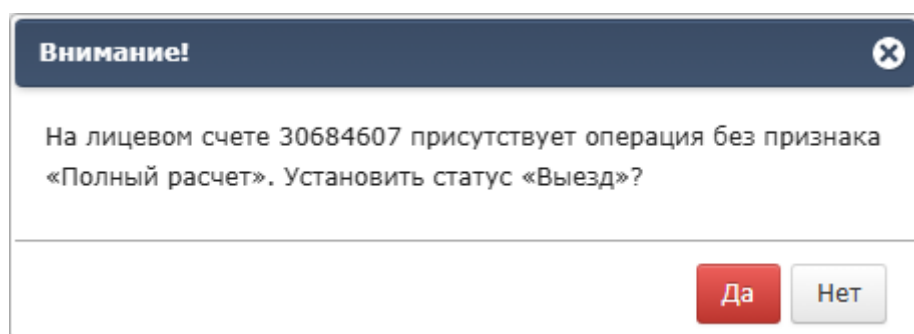 Внимание!
На лицевом счете 30684607 присутствует операция без признака
«Полный расчет». Установить статус «Выезд»?
Да
Нет